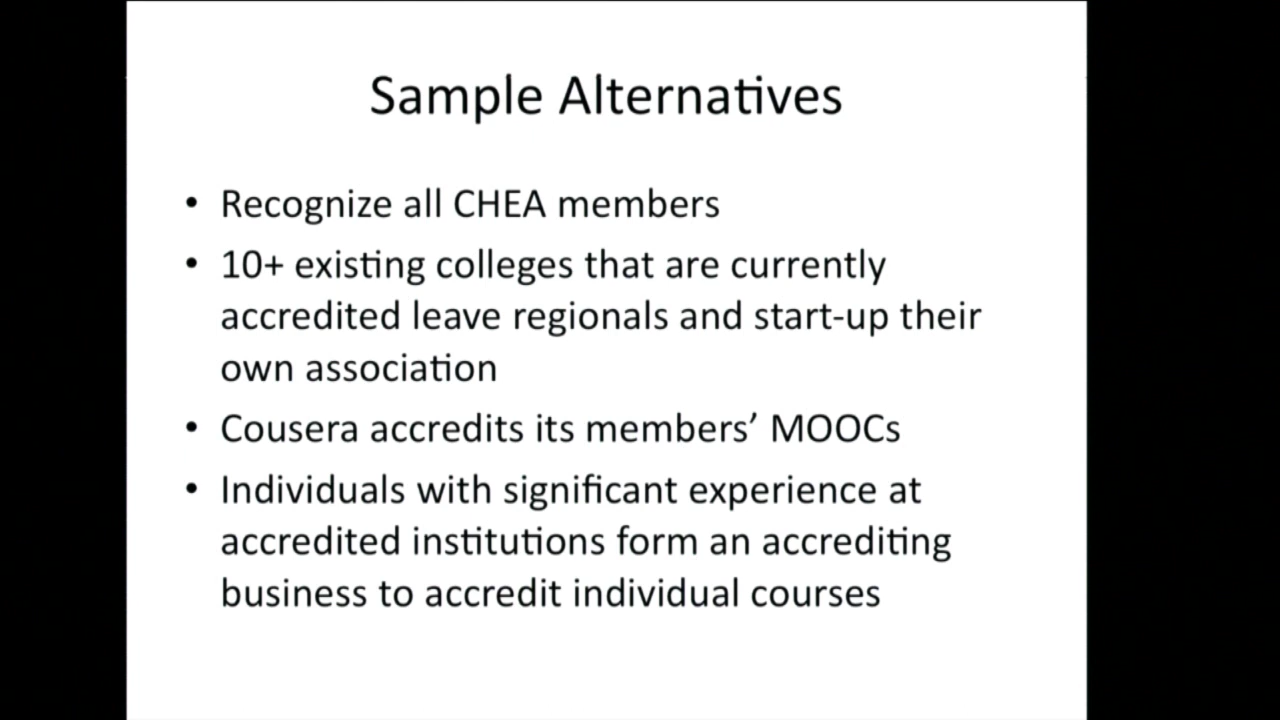 Sample Alternatives
• Recognize all CHEA members
• 10+ existing colleges that are currently
accredited leave regionals and start-up their
own association
• Cousera accredits its members’ MOOCs
• Individuals with significant experience at
accredited institutions form an accrediting
business to accredit individual courses